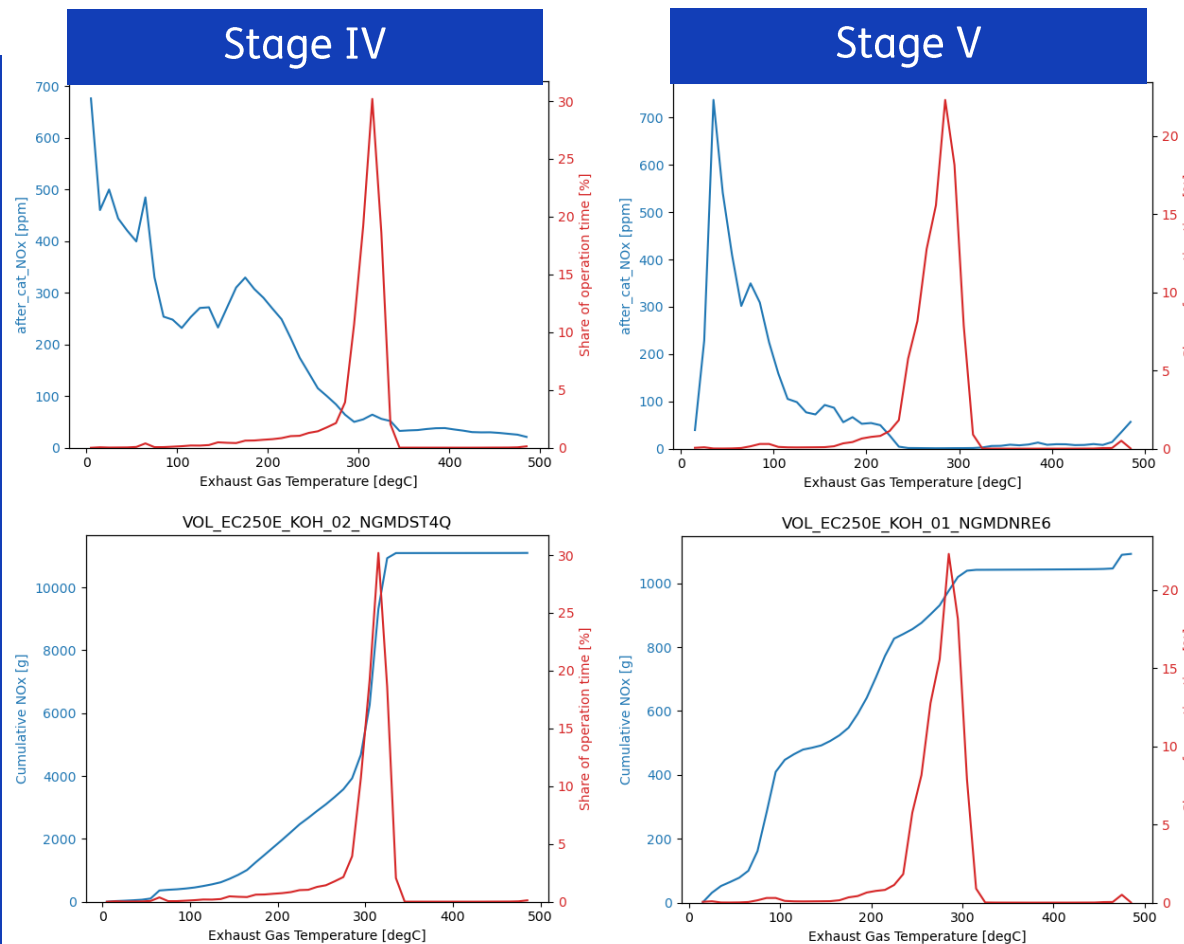 Stage IV
Stage V
700
600
500
400
300
200
100
0
after_cat_NOx [ppm]
30
25
20
15
10
5
0
Share of operation time [%]
0 100 200 300 400 500
Exhaust Gas Temperature [degC]
700
600
500
400
300
200
100
0
after_cat_NOx [ppm]
20
15
10
5
0
0 100 200 300 400 500
Exhaust Gas Temperature [degC]
VOL_EC250E_KOH_02_NGMDST4Q
10000
8000
6000
4000
2000
0
Cumulative NOx [g]
30
25
20
15
10
5
0
Share of operation time [%]
0 100 200 300 400 500
Exhaust Gas Temperature [degC]
VOL_EC250E_KOH_01_NGMDNRE6
1000
800
600
400
200
0
Cumulative NOx [g]
20
15
10
5
0
0 100 200 300 400 500
Exhaust Gas Temperature [degC]